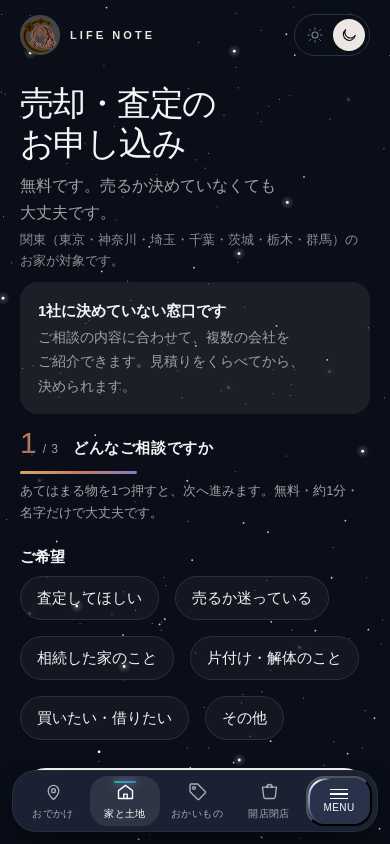 LIFE NOTE
売却・査定の
お申し込み
無料です。売るか決めていなくても
大丈夫です。
関東（東京・神奈川・埼玉・千葉・茨城・栃木・群馬）の
お家が対象です。
1社に決めていない窓口です
ご相談の内容に合わせて、複数の会社を
ご紹介できます。見積りをくらべてから、
決められます。
1 / 3 どんなご相談ですか
あてはまる物を1つ押すと、次へ進みます。無料・約1分・
名字だけで大丈夫です。
ご希望
査定してほしい 売るか迷っている
相続した家のこと 片付け・解体のこと
買いたい・借りたい その他
おでかけ 家と土地 おかいもの 開店閉店 MENU